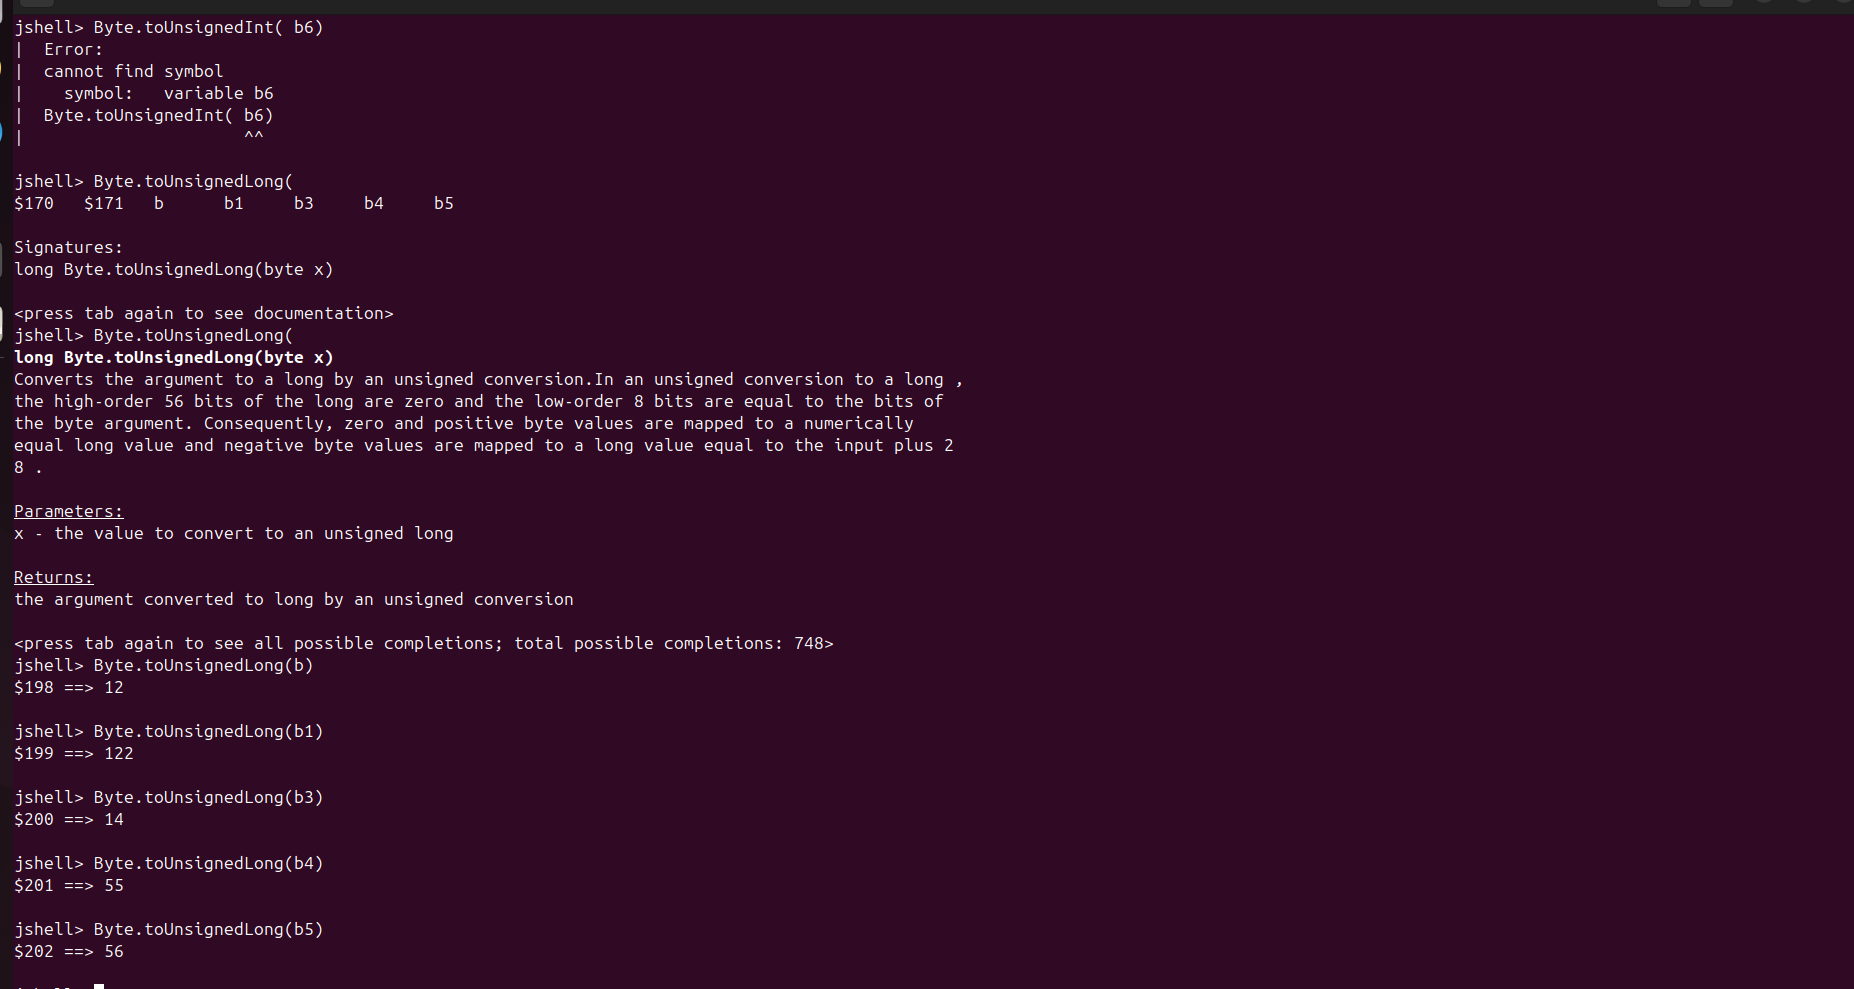 jshell> Byte.toUnsignedInt( b6)
|  Error:
|  cannot find symbol
|    symbol:   variable b6
|  Byte.toUnsignedInt( b6)
|                      ^^
jshell> Byte.toUnsignedLong(
$170   $171   b      b1     b3     b4     b5
Signatures:
long Byte.toUnsignedLong(byte x)
<press tab again to see documentation>
jshell> Byte.toUnsignedLong(
long Byte.toUnsignedLong(byte x)
Converts the argument to a long by an unsigned conversion.In an unsigned conversion to a long ,
the high-order 56 bits of the long are zero and the low-order 8 bits are equal to the bits of
the byte argument. Consequently, zero and positive byte values are mapped to a numerically
equal long value and negative byte values are mapped to a long value equal to the input plus 2
8 .
Parameters:
x - the value to convert to an unsigned long
Returns:
the argument converted to long by an unsigned conversion
<press tab again to see all possible completions; total possible completions: 748>
jshell> Byte.toUnsignedLong(b)
$198 ==> 12
jshell> Byte.toUnsignedLong(b1)
$199 ==> 122
jshell> Byte.toUnsignedLong(b3)
$200 ==> 14
jshell> Byte.toUnsignedLong(b4)
$201 ==> 55
jshell> Byte.toUnsignedLong(b5)
$202 ==> 56